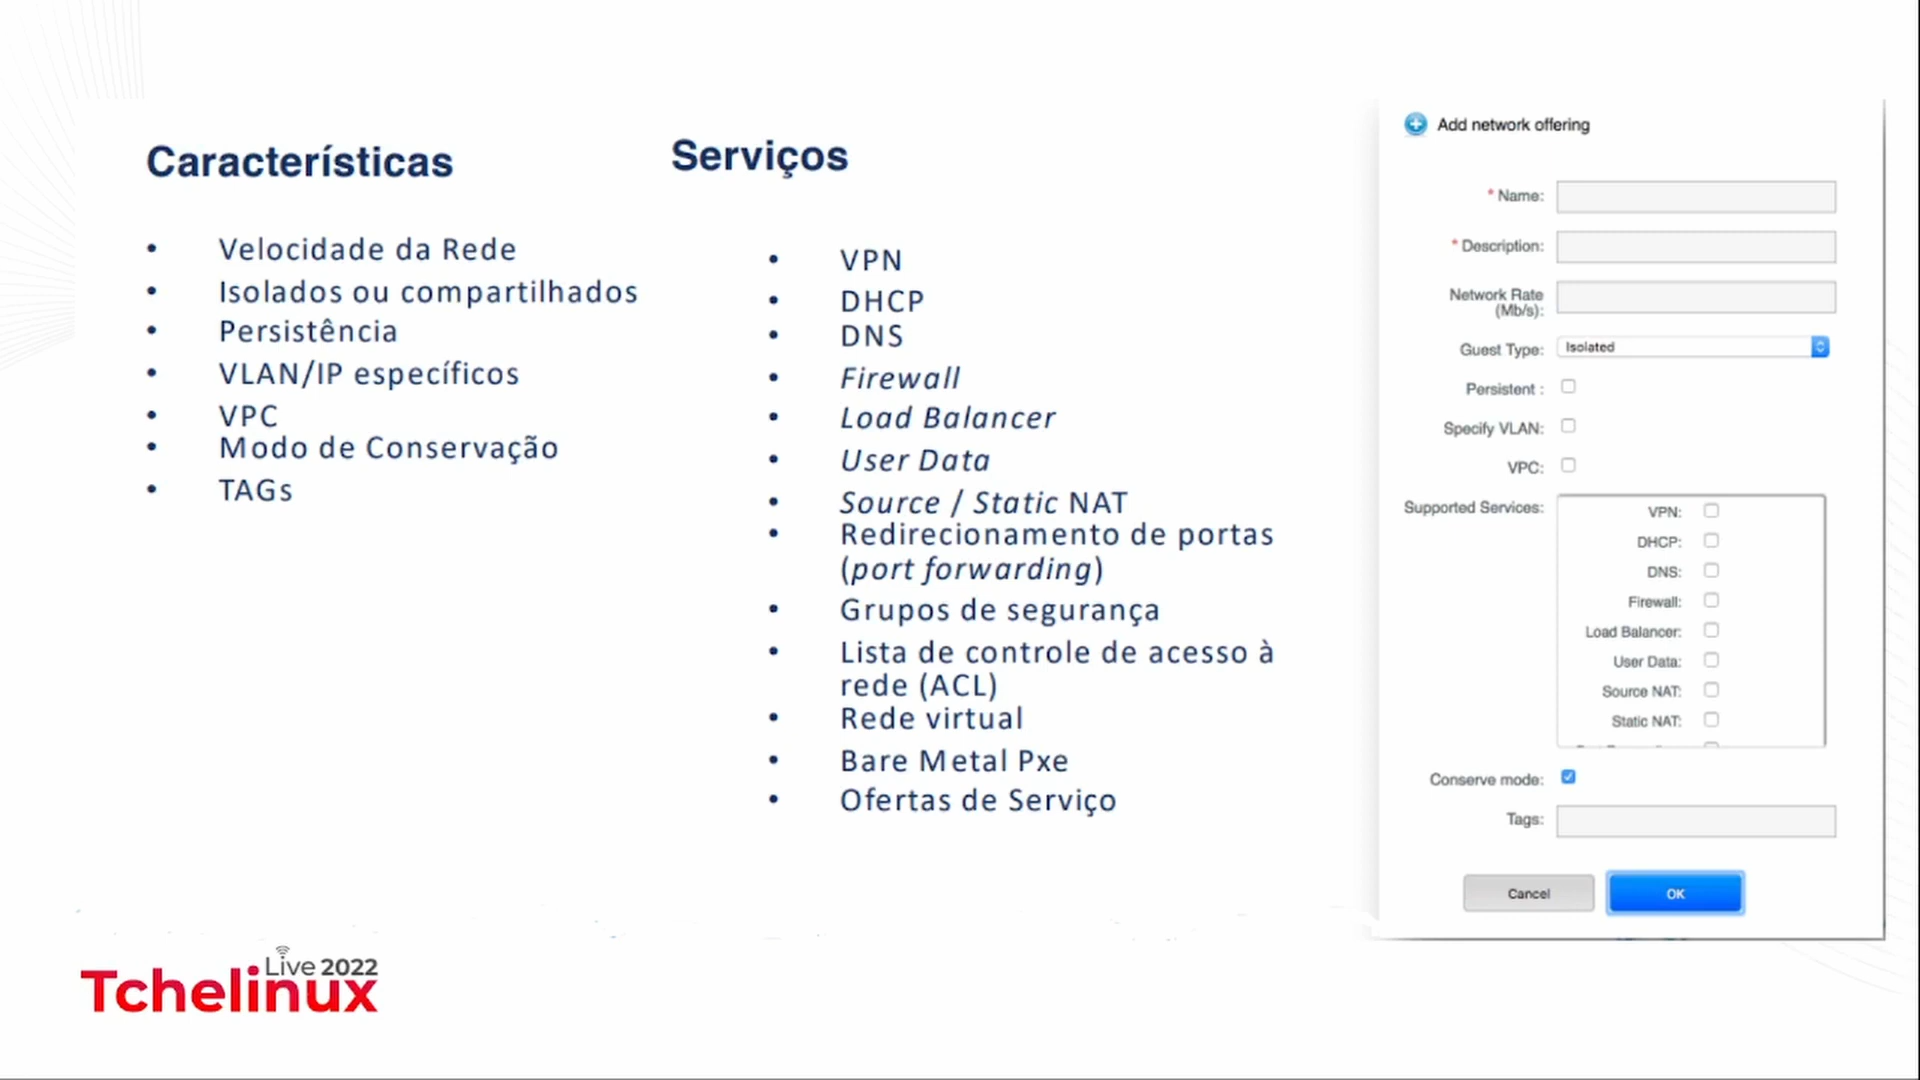 Características
• Velocidade da Rede
• Isolados ou compartilhados
• Persistência
• VLAN/IP específicos
• VPC
• Modo de Conservação
• TAGs
Serviços
• VPN
• DHCP
• DNS
• Firewall
• Load Balancer
• User Data
• Source / Static NAT
• Redirecionamento de portas
(port forwarding)
• Grupos de segurança
• Lista de controle de acesso à
rede (ACL)
• Rede virtual
• Bare Metal Pxe
• Ofertas de Serviço
Add network offering
* Name:
* Description:
Network Rate
(Mb/s):
Guest Type: Isolated
Persistent :
Specify VLAN:
VPC:
Supported Services:
VPN:
DHCP:
DNS:
Firewall:
Load Balancer:
User Data:
Source NAT:
Static NAT:
Conserve mode:
Tags:
Cancel OK
Live 2022
Tchelinux